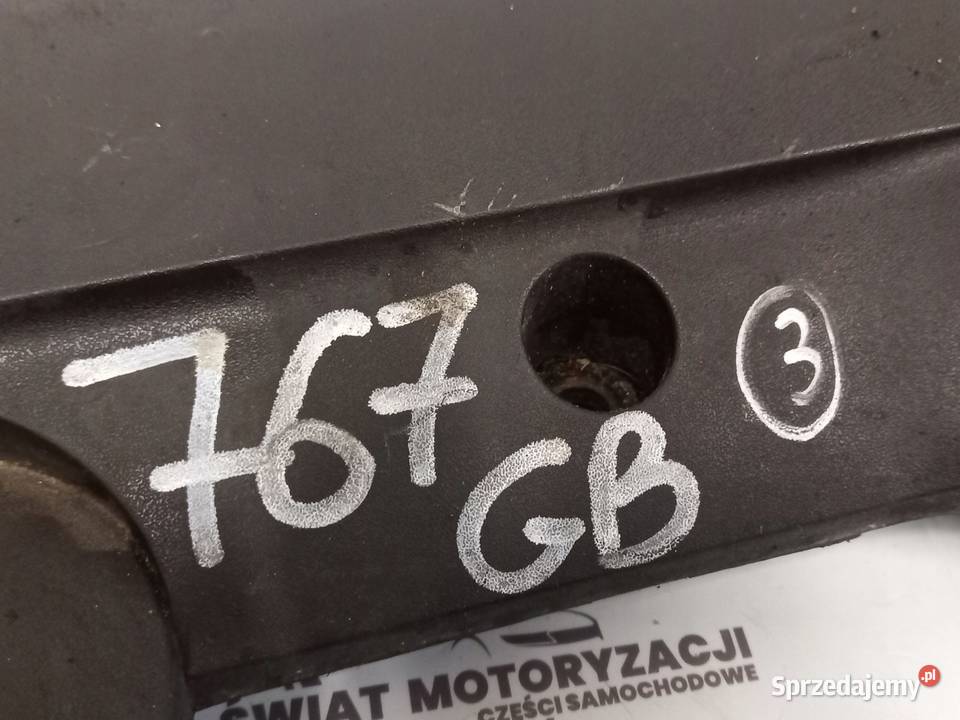 767
GB
3
ŚWIAT MOTORYZACJI
CZĘŚCI SAMOCHODOWE
Sprzedajemy.pl